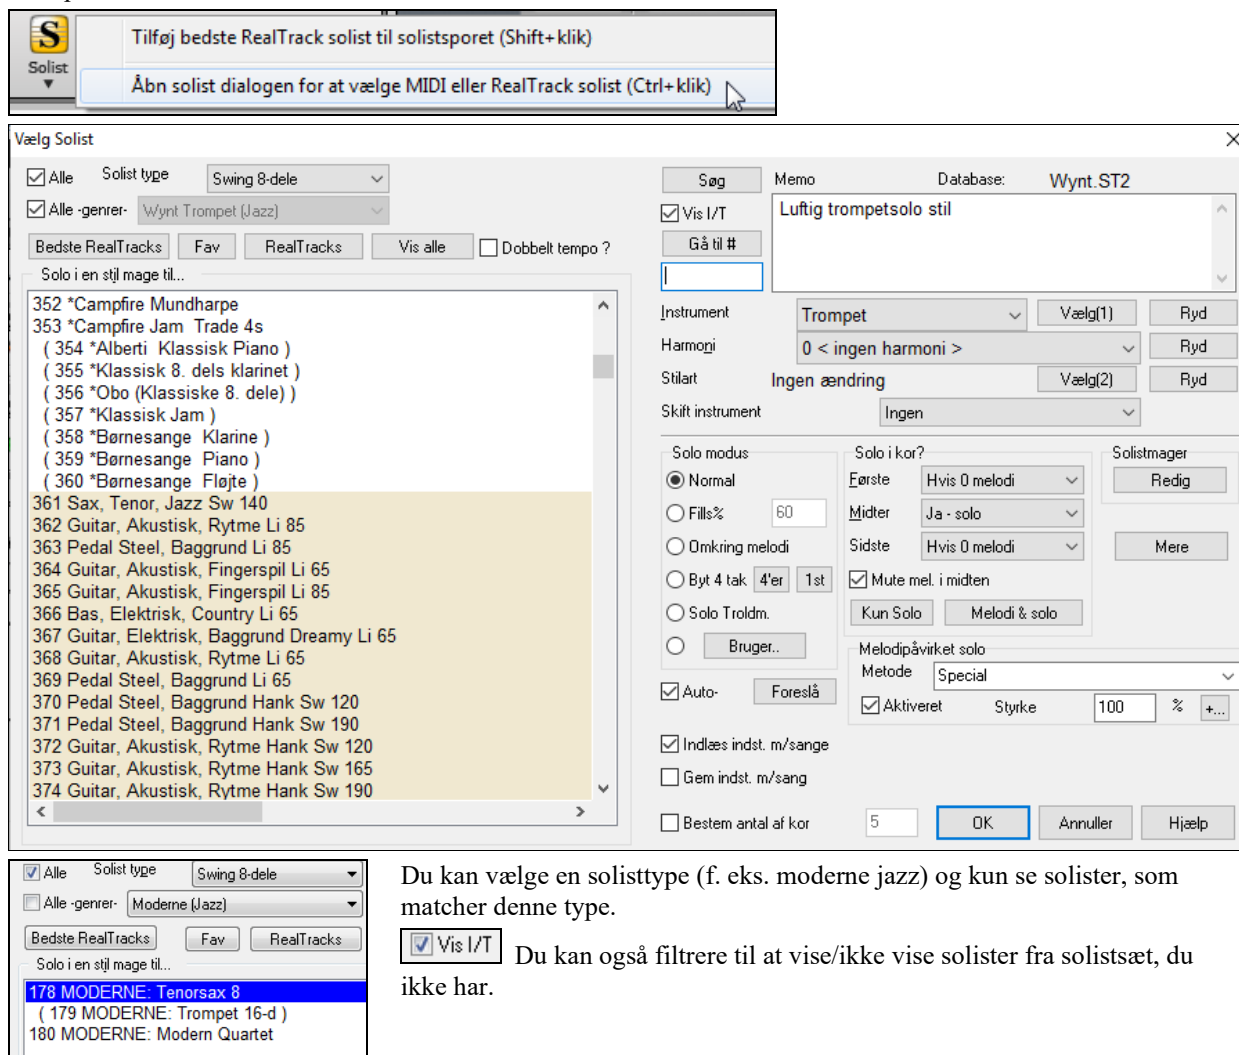 S
Solist
Tilføj bedste RealTrack solist til solistsporet (Shift+klik)
Åbn solist dialogen for at vælge MIDI eller RealTrack solist (Ctrl+klik)
Vælg Solist
Alle Solist type Swing 8-dele
Alle -genrer- Wynt Trompet (Jazz)
Bedste RealTracks Fav RealTracks Vis alle Dobbelt tempo ?
Solo i en stjl mage til...
352 *Campfire Mundharpe
353 *Campfire Jam Trade 4s
( 354 *Alberti Klassisk Piano )
( 355 *Klassisk 8. dels klarinet )
( 356 *Obo (Klassiske 8. dele) )
( 357 *Klassisk Jam )
( 358 *Børnesange Klarine )
( 359 *Børnesange Piano )
( 360 *Børnesange Fløjte )
361 Sax, Tenor, Jazz Sw 140
362 Guitar, Akustisk, Rytme Li 85
363 Pedal Steel, Baggrund Li 85
364 Guitar, Akustisk, Fingerspil Li 65
365 Guitar, Akustisk, Fingerspil Li 85
366 Bas, Elektrisk, Country Li 65
367 Guitar, Elektrisk, Baggrund Dreamy Li 65
368 Guitar, Akustisk, Rytme Li 65
369 Pedal Steel, Baggrund Li 65
370 Pedal Steel, Baggrund Hank Sw 120
371 Pedal Steel, Baggrund Hank Sw 190
372 Guitar, Akustisk, Rytme Hank Sw 120
373 Guitar, Akustisk, Rytme Hank Sw 165
374 Guitar, Akustisk, Rytme Hank Sw 190
Søg Memo Database: Wynt.ST2
Vis I/T Luftig trompetsolo stil
Gå til #
Instrument Trompet Vælg(1) Ryd
Harmoni 0 < ingen harmoni > Ryd
Stilart Ingen ændring Vælg(2) Ryd
Skift instrument Ingen
Solo modus
Normal
Fills% 60
Omkring melodi
Byt 4 tak 4'er 1st
Solo Troldm.
Bruger..
Solo i kor?
Første Hvis 0 melodi
Midter Ja - solo
Sidste Hvis 0 melodi
Mute mel. i midten
Kun Solo Melodi & solo
Solistmager
Redig
Mere
Melodipåvirket solo
Metode Special
Aktiveret Styrke 100 % +...
Auto- Foreslå
Indlæs indst. m/sange
Gem indst. m/sang
Bestem antal af kor 5 OK Annuller Hjælp
Alle Solist type Swing 8-dele
Alle -genrer- Moderne (Jazz)
Bedste RealTracks Fav RealTracks
Solo i en stjl mage til...
178 MODERNE: Tenorsax 8
( 179 MODERNE: Trompet 16-d )
180 MODERNE: Modern Quartet
Du kan vælge en solisttype (f. eks. moderne jazz) og kun se solister, som
matcher denne type.
Vis I/T Du kan også filtrere til at vise/ikke vise solister fra solistsæt, du
ikke har.